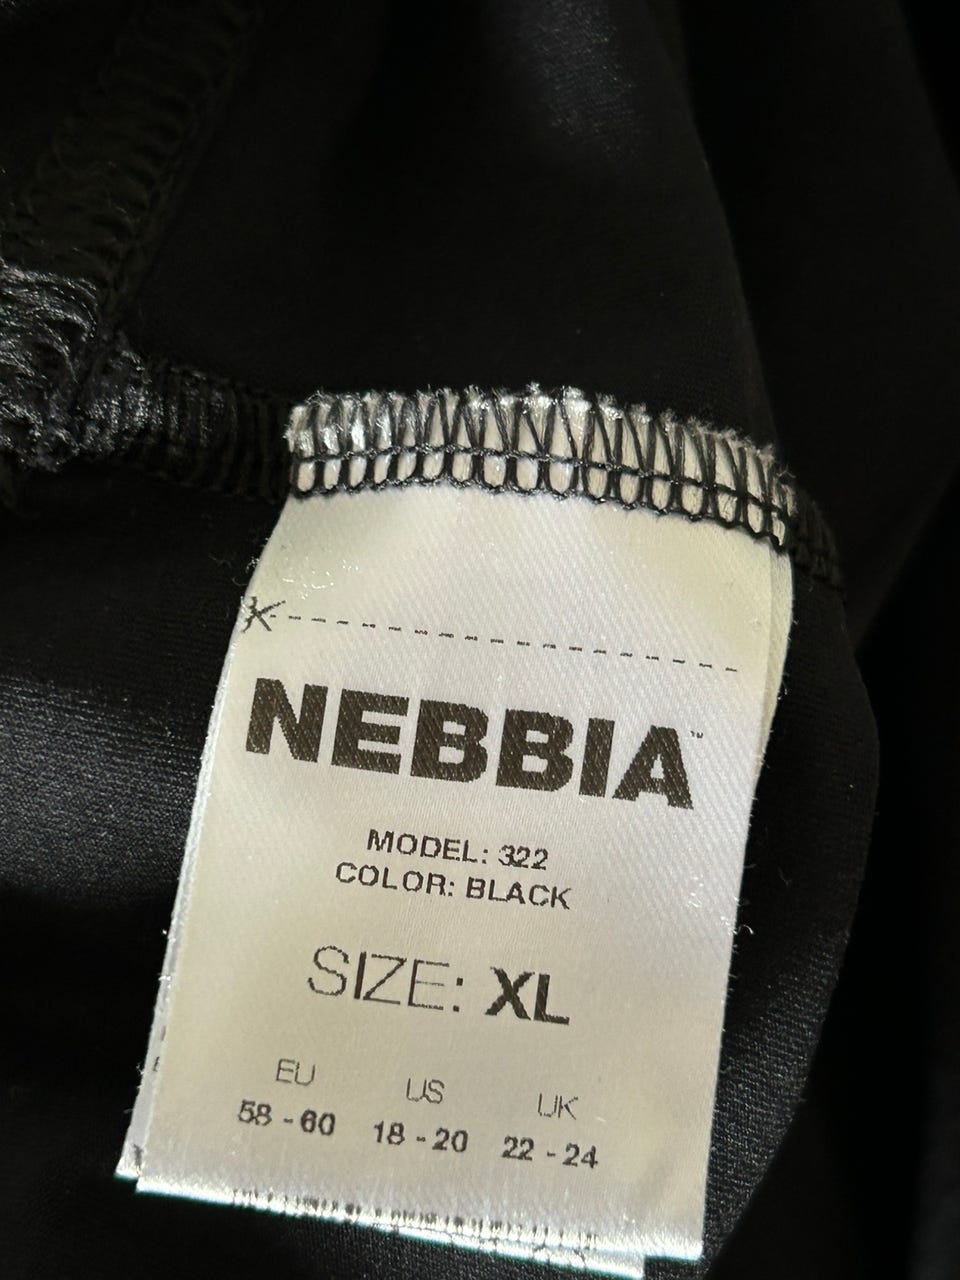 NEBBIA™
MODEL: 322
COLOR: BLACK
SIZE: XL
EU US UK
58 - 60 18 - 20 22 - 24